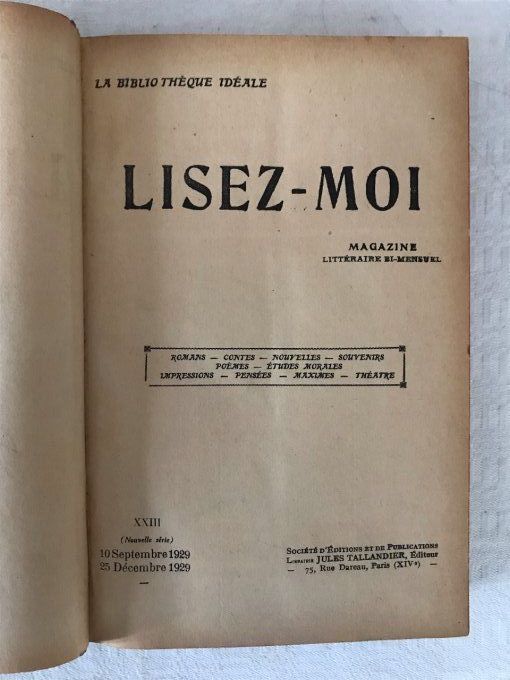 LA BIBLIOTHÈQUE IDÉALE
LISEZ-MOI
MAGAZINE
LITTÉRAIRE BI-MENSUEL
ROMANS — CONTES — NOUVELLES — SOUVENIRS
POÈMES — ÉTUDES MORALES
IMPRESSIONS — PENSÉES — MAXIMES — THÉATRE
XXIII
(Nouvelle série)
10 Septembre 1929
25 Décembre 1929
—
SOCIÉTÉ D'ÉDITIONS ET DE PUBLICATIONS
LIBRAIRIE JULES TALLANDIER, Éditeur
— 75, Rue Dareau, Paris (XIVe) —